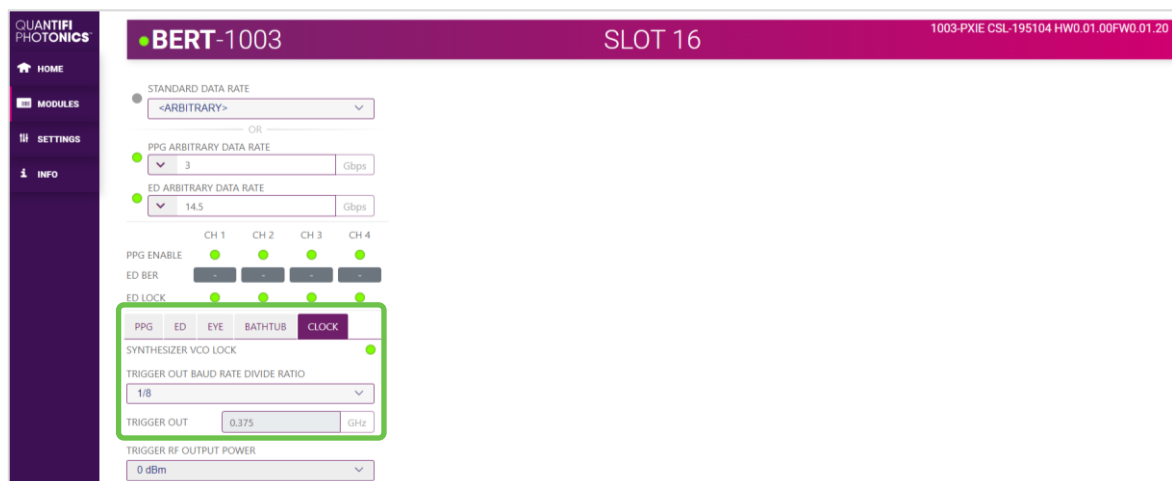 QUANTIFI
PHOTONICS
HOME
MODULES
SETTINGS
INFO
BERT-1003
SLOT 16
1003-PXIE CSL-195104 HW0.01.00FW0.01.20
STANDARD DATA RATE
<ARBITRARY>
OR
PPG ARBITRARY DATA RATE
3 Gbps
ED ARBITRARY DATA RATE
14.5 Gbps
CH 1 CH 2 CH 3 CH 4
PPG ENABLE
ED BER - - - -
ED LOCK
PPG ED EYE BATHTUB CLOCK
SYNTHESIZER VCO LOCK
TRIGGER OUT BAUD RATE DIVIDE RATIO
1/8
TRIGGER OUT 0.375 GHz
TRIGGER RF OUTPUT POWER
0 dBm